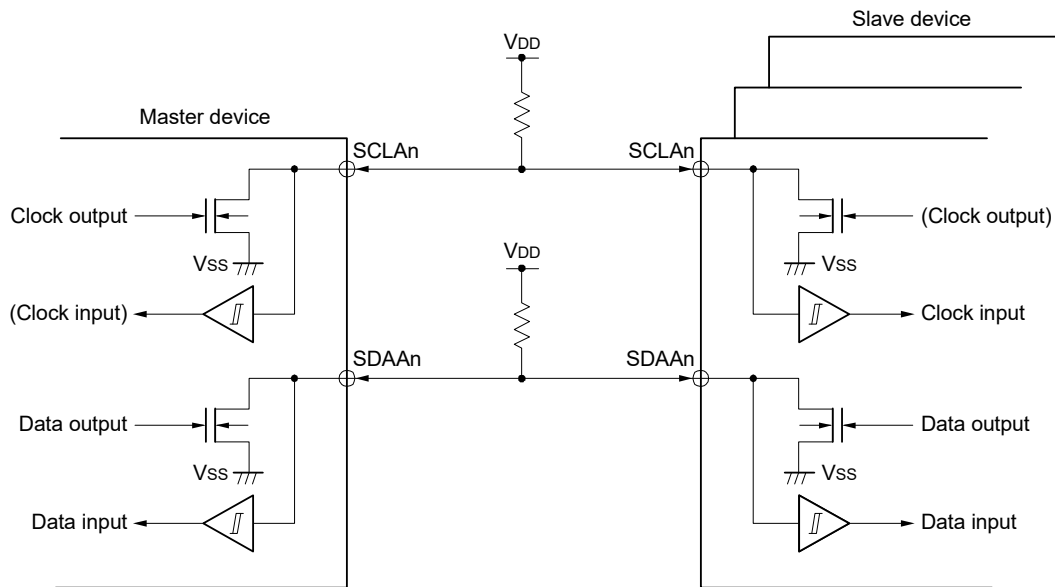 Slave device
VDD
Master device
SCLAn
SCLAn
Clock output
(Clock output)
VSS
VSS
VDD
(Clock input)
Clock input
SDAAn
SDAAn
Data output
Data output
VSS
VSS
Data input
Data input